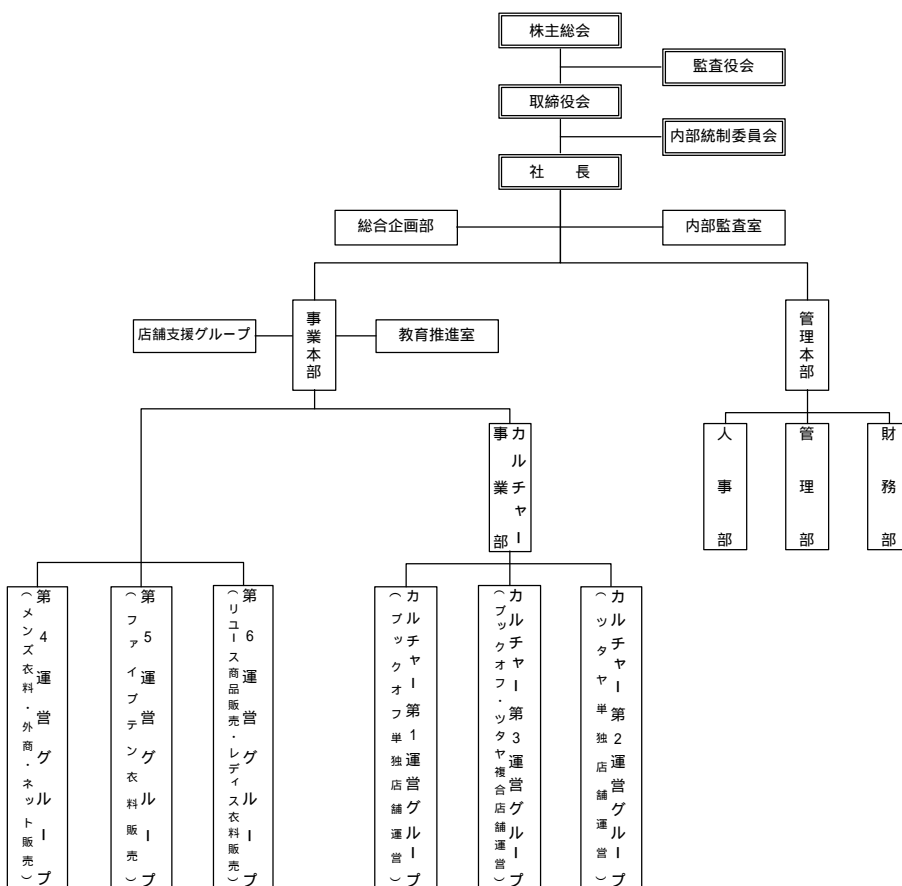 株主総会
監査役会
取締役会
内部統制委員会
社　長
総合企画部
内部監査室
店舗支援グループ
事業本部
教育推進室
管理本部
カルチャー
事業部
人事部
管理部
財務部
第4運営グループ
（メンズ衣料・外商・ネット販売）
第5運営グループ
（ファイブテン衣料販売）
第6運営グループ
（リユース商品販売・レディス衣料販売）
カルチャー第1運営グループ
（ブックオフ単独店舗運営）
カルチャー第3運営グループ
（ブックオフ・ツタヤ複合店舗運営）
カルチャー第2運営グループ
（ツタヤ単独店舗運営）